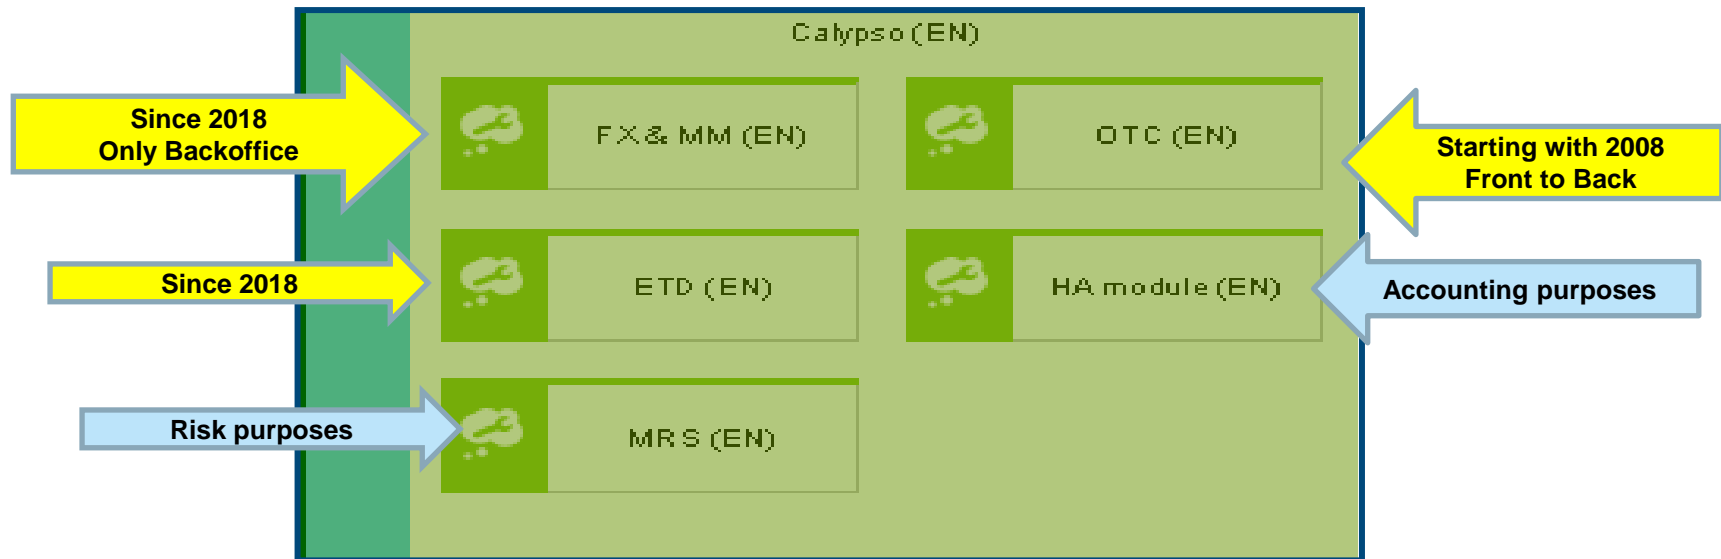 Calypso (EN)
Since 2018
Only Backoffice
FX & MM (EN)
OTC (EN)
Starting with 2008
Front to Back
Since 2018
ETD (EN)
HA module (EN)
Accounting purposes
Risk purposes
MRS (EN)